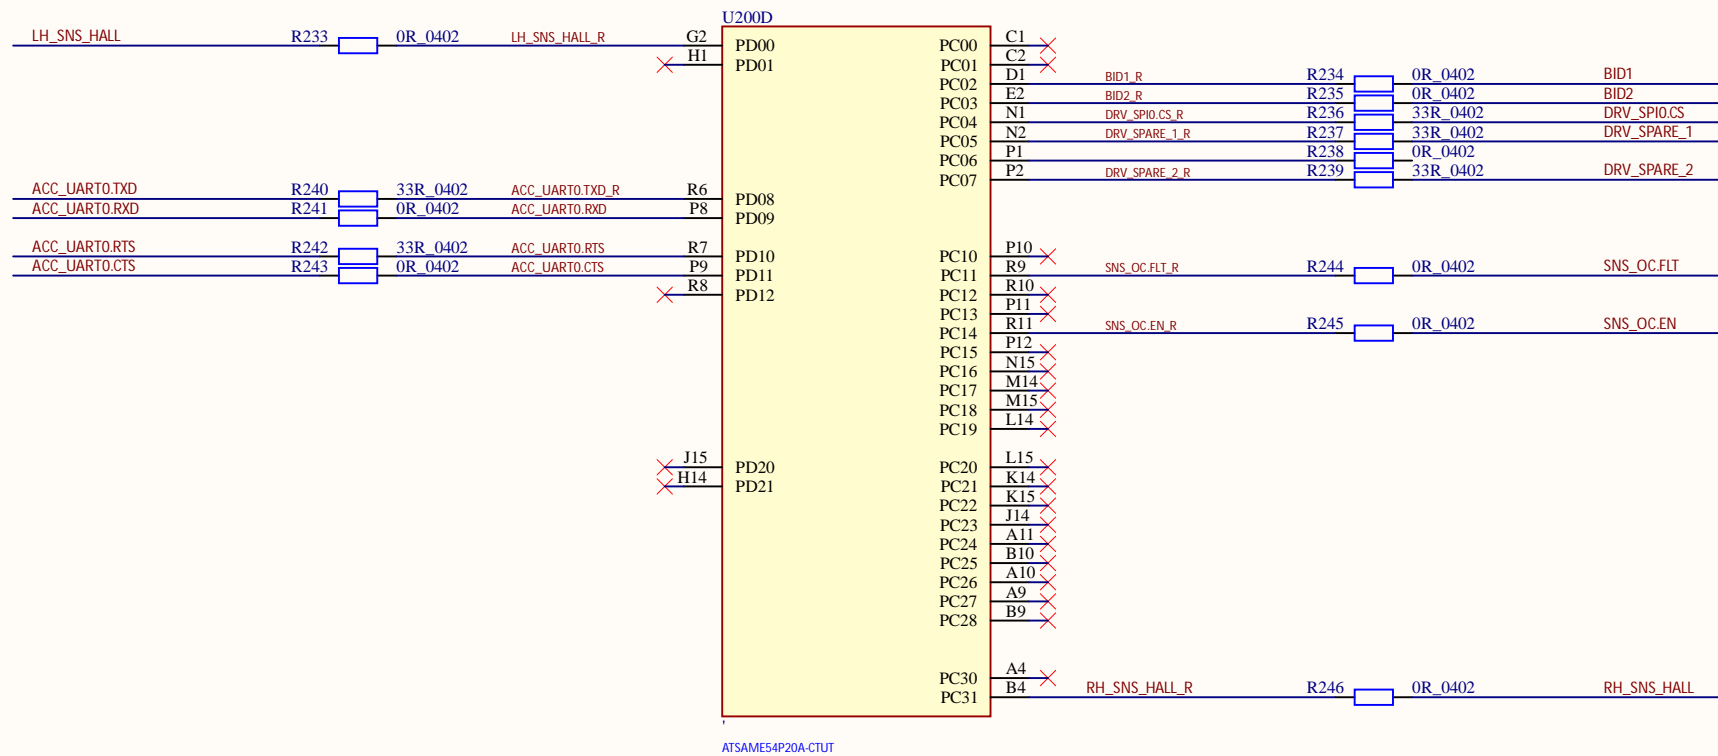 U200D
LH_SNS_HALL R233 0R_0402 LH_SNS_HALL_R G2 PD00 PC00 C1
H1 PD01 PC01 C2
PC02 D1 BID1_R R234 0R_0402 BID1
PC03 E2 BID2_R R235 0R_0402 BID2
PC04 N1 DRV_SPI0.CS_R R236 33R_0402 DRV_SPI0.CS
PC05 N2 DRV_SPARE_1_R R237 33R_0402 DRV_SPARE_1
PC06 P1 R238 0R_0402
PC07 P2 DRV_SPARE_2_R R239 33R_0402 DRV_SPARE_2
ACC_UART0.TXD R240 33R_0402 ACC_UART0.TXD_R R6 PD08
ACC_UART0.RXD R241 0R_0402 ACC_UART0.RXD P8 PD09
ACC_UART0.RTS R242 33R_0402 ACC_UART0.RTS R7 PD10 PC10 P10
ACC_UART0.CTS R243 0R_0402 ACC_UART0.CTS P9 PD11 PC11 R9 SNS_OC.FLT_R R244 0R_0402 SNS_OC.FLT
R8 PD12 PC12 R10
PC13 P11
PC14 R11 SNS_OC.EN_R R245 0R_0402 SNS_OC.EN
PC15 P12
PC16 N15
PC17 M14
PC18 M15
PC19 L14
J15 PD20 PC20 L15
H14 PD21 PC21 K14
PC22 K15
PC23 J14
PC24 A11
PC25 B10
PC26 A10
PC27 A9
PC28 B9
PC30 A4
PC31 B4 RH_SNS_HALL_R R246 0R_0402 RH_SNS_HALL
'
ATSAME54P20A-CTUT